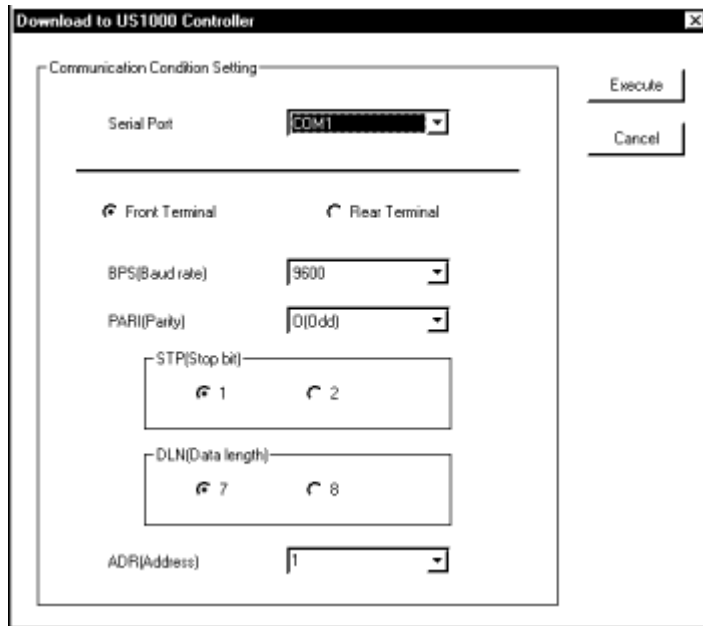 Download to US1000 Controller
Communication Condition Setting
Execute
Serial Port COM1
Cancel
Front Terminal Rear Terminal
BPS(Baud rate) 9600
PARI(Parity) O(Odd)
STP(Stop bit)
1 2
DLN(Data length)
7 8
ADR(Address) 1